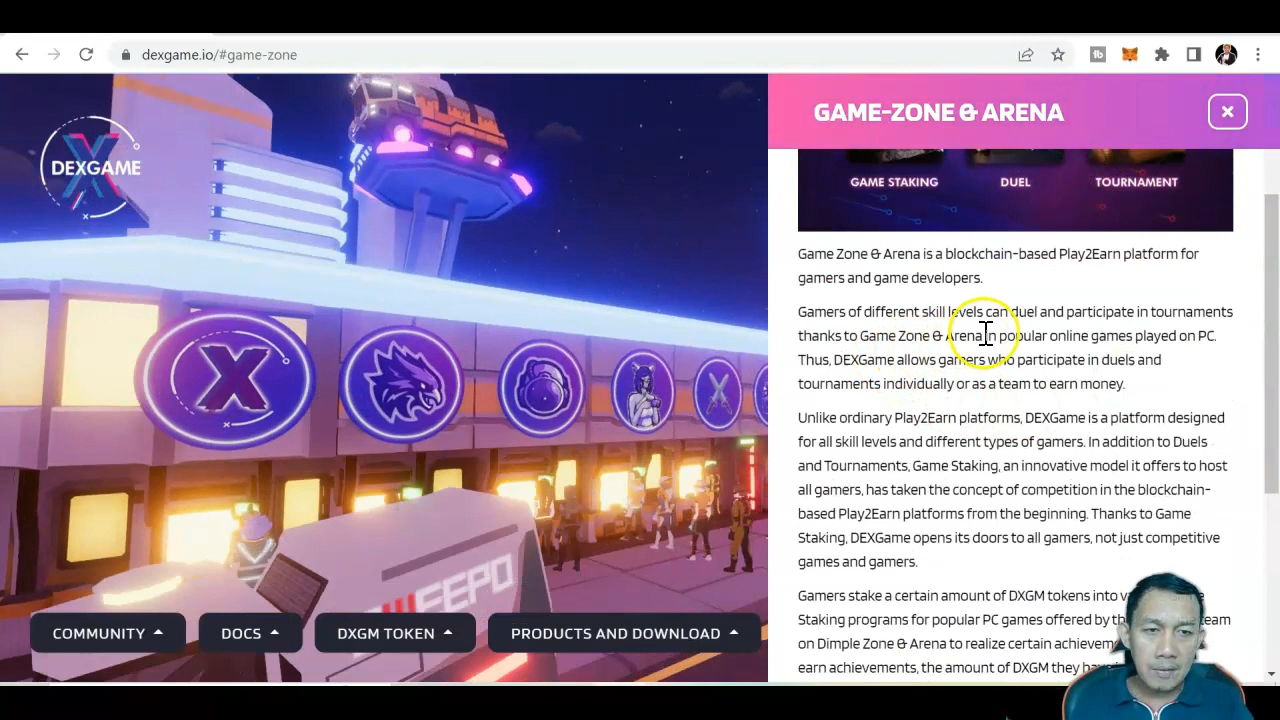 dexgame.io/#game-zone
DEXGAME
GAME-ZONE & ARENA
GAME STAKING
DUEL
TOURNAMENT
Game Zone & Arena is a blockchain-based Play2Earn platform for
gamers and game developers.
Gamers of different skill levels can duel and participate in tournaments
thanks to Game Zone & Arena in popular online games played on PC.
Thus, DEXGame allows gamers who participate in duels and
tournaments individually or as a team to earn money.
Unlike ordinary Play2Earn platforms, DEXGame is a platform designed
for all skill levels and different types of gamers. In addition to Duels
and Tournaments, Game Staking, an innovative model it offers to host
all gamers, has taken the concept of competition in the blockchain-
based Play2Earn platforms from the beginning. Thanks to Game
Staking, DEXGame opens its doors to all gamers, not just competitive
games and gamers.
Gamers stake a certain amount of DXGM tokens into
Staking programs for popular PC games offered by the team
on Dimple Zone & Arena to realize certain
earn achievements, the amount of DXGM they
COMMUNITY
DOCS
DXGM TOKEN
PRODUCTS AND DOWNLOAD